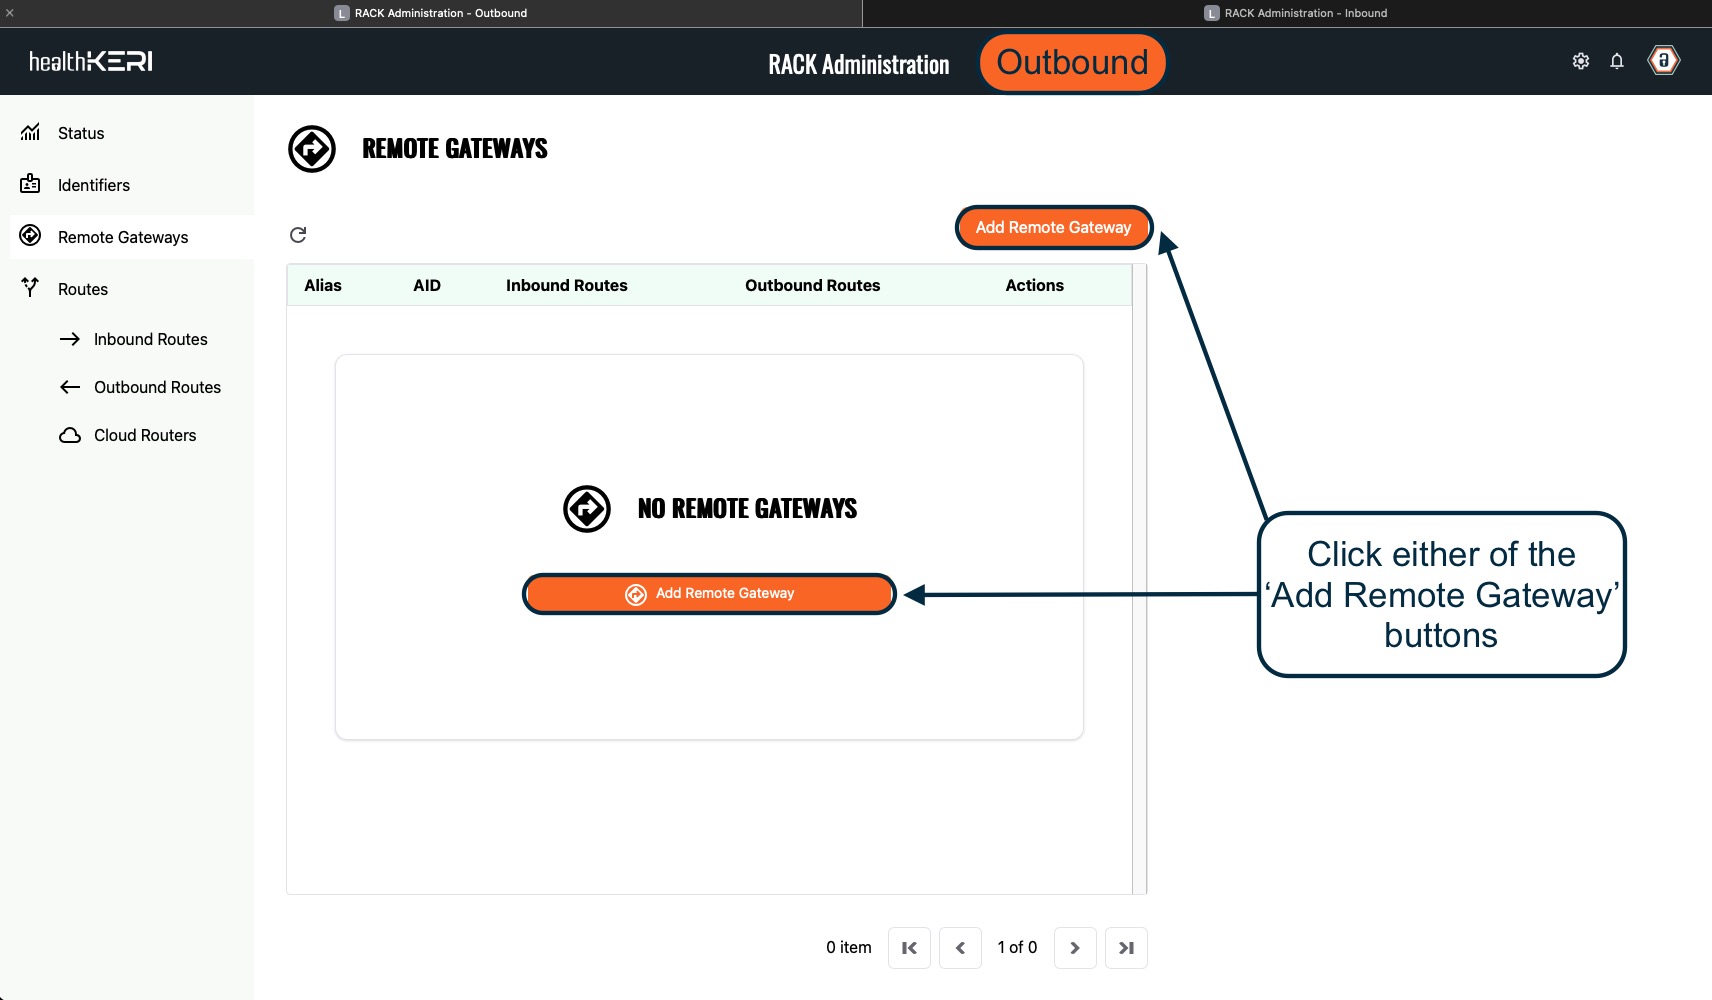 L RACK Administration - Outbound
L RACK Administration - Inbound
healthKERI
RACK Administration
Outbound
Status
Identifiers
Remote Gateways
Routes
Inbound Routes
Outbound Routes
Cloud Routers
REMOTE GATEWAYS
Add Remote Gateway
Alias AID Inbound Routes Outbound Routes Actions
NO REMOTE GATEWAYS
Add Remote Gateway
Click either of the
‘Add Remote Gateway’
buttons
0 item 1 of 0